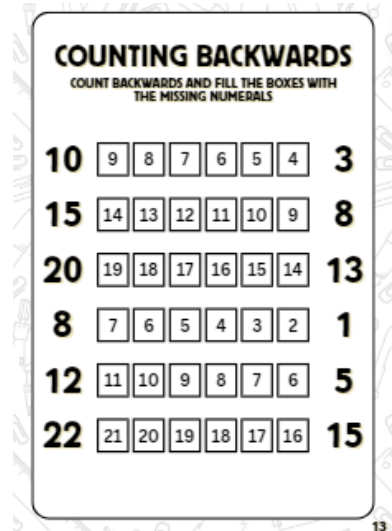 COUNTING BACKWARDS
COUNT BACKWARDS AND FILL THE BOXES WITH
THE MISSING NUMERALS
10 9 8 7 6 5 4 3
15 14 13 12 11 10 9 8
20 19 18 17 16 15 14 13
8 7 6 5 4 3 2 1
12 11 10 9 8 7 6 5
22 21 20 19 18 17 16 15
13